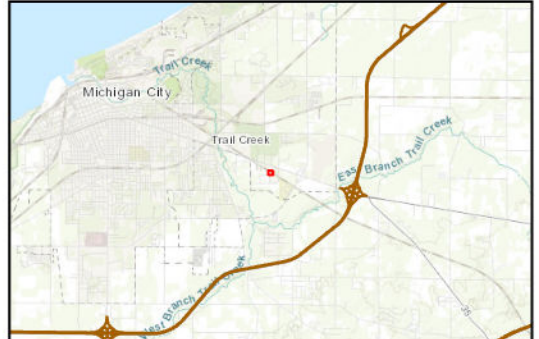 Trail Creek
Michigan City
Trail Creek
East Branch Trail Creek
West Branch Trail Creek
35